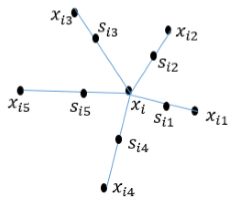 x_{i3}
s_{i3}
x_{i2}
s_{i2}
x_{i5}
s_{i5}
x_i
s_{i1}
x_{i1}
s_{i4}
x_{i4}